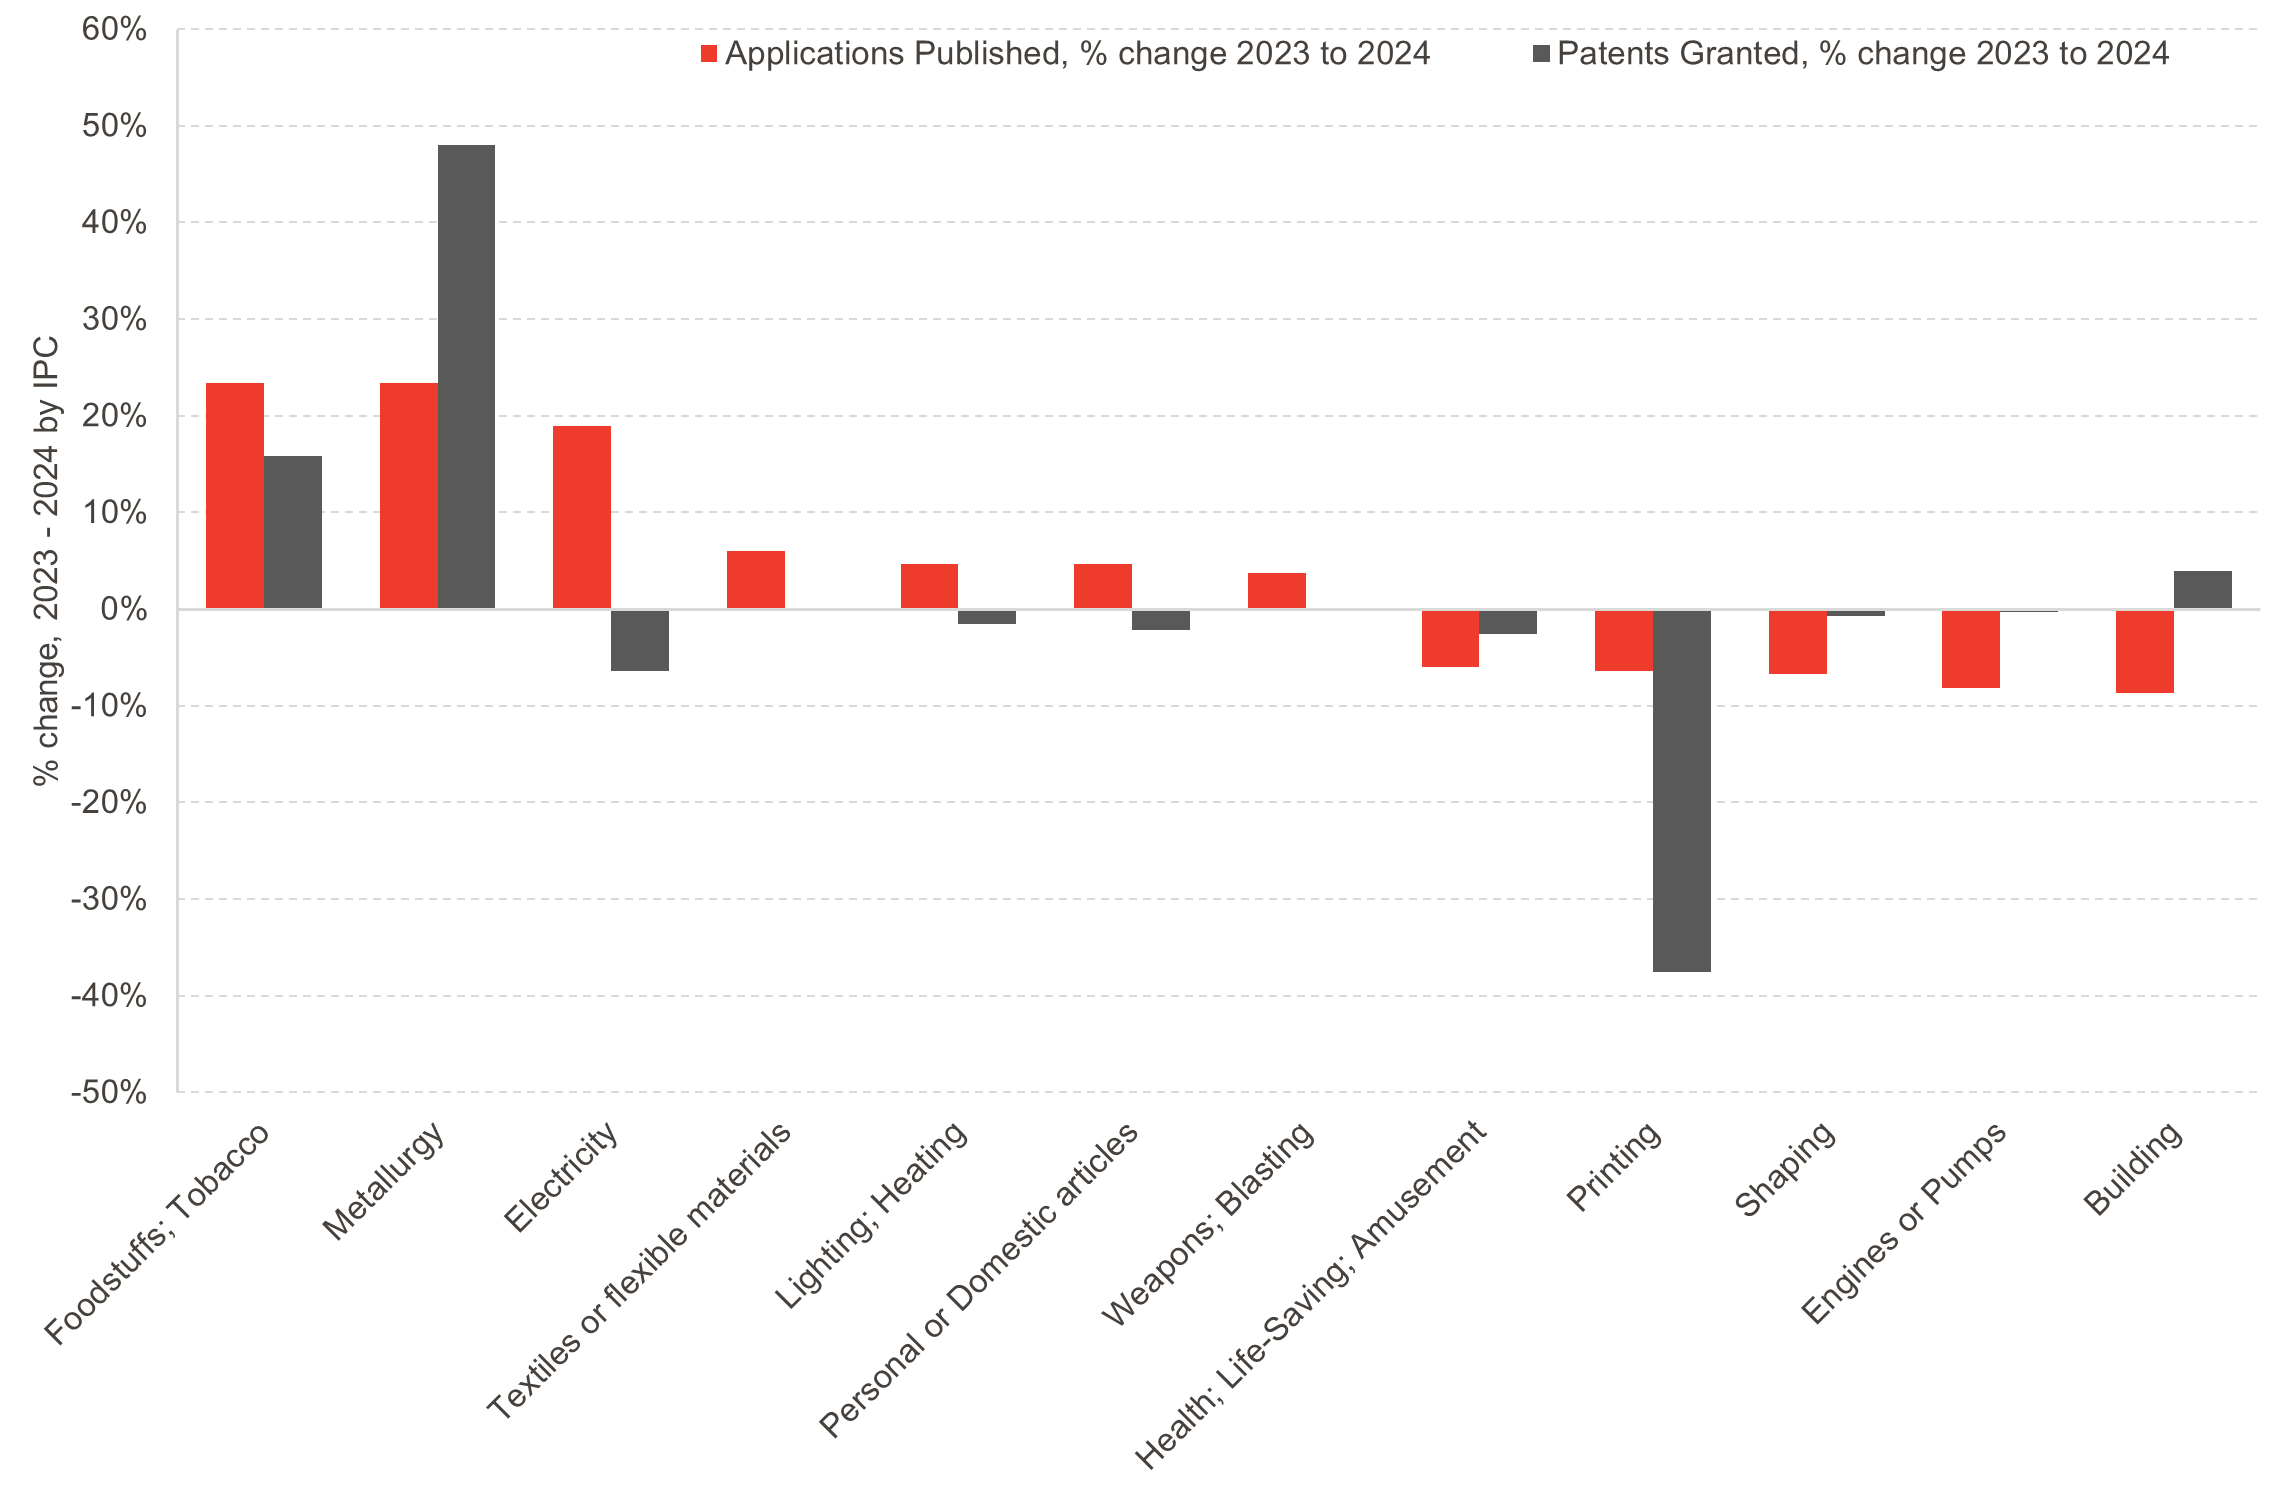 Applications Published, % change 2023 to 2024
Patents Granted, % change 2023 to 2024
% change, 2023 - 2024 by IPC
60%
50%
40%
30%
20%
10%
0%
-10%
-20%
-30%
-40%
-50%
Foodstuffs; Tobacco
Metallurgy
Electricity
Textiles or flexible materials
Lighting; Heating
Personal or Domestic articles
Weapons; Blasting
Health; Life-Saving; Amusement
Printing
Shaping
Engines or Pumps
Building